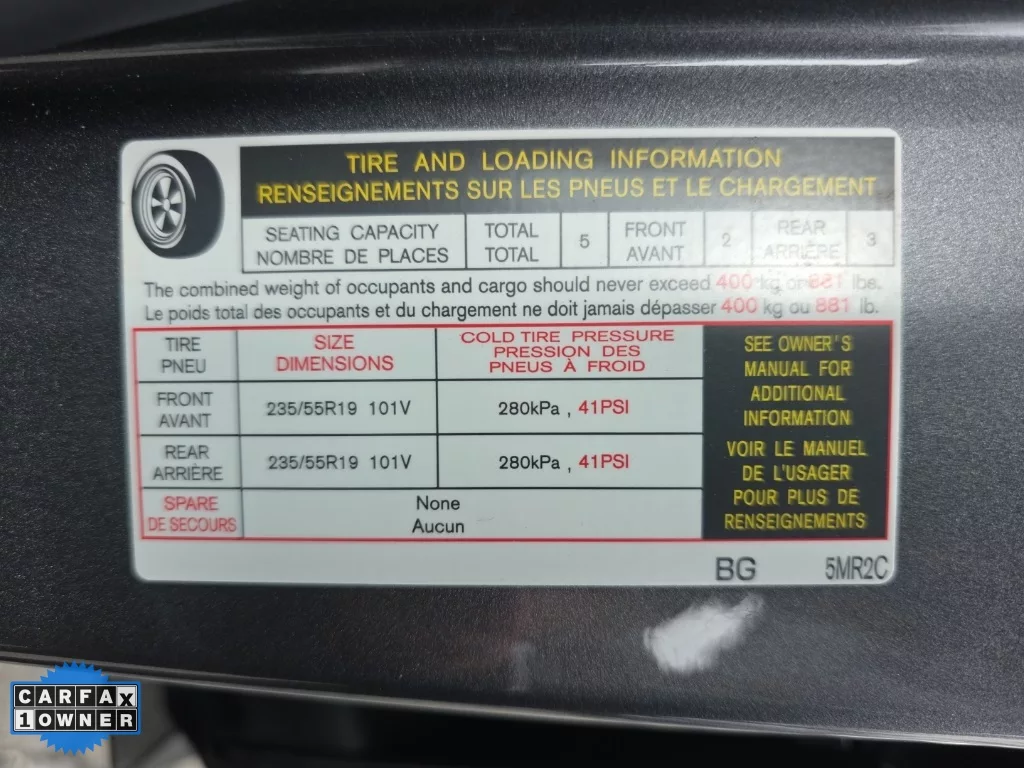 TIRE AND LOADING INFORMATION
RENSEIGNEMENTS SUR LES PNEUS ET LE CHARGEMENT
SEATING CAPACITY TOTAL 5 FRONT 2 REAR 3
NOMBRE DE PLACES TOTAL AVANT ARRIÈRE
The combined weight of occupants and cargo should never exceed 400 kg or 881 lbs.
Le poids total des occupants et du chargement ne doit jamais dépasser 400 kg ou 881 lb.
TIRE
PNEU
SIZE
DIMENSIONS
COLD TIRE PRESSURE
PRESSION DES
PNEUS À FROID
FRONT
AVANT
235/55R19 101V
280kPa , 41PSI
REAR
ARRIÈRE
235/55R19 101V
280kPa , 41PSI
SPARE
DE SECOURS
None
Aucun
SEE OWNER'S
MANUAL FOR
ADDITIONAL
INFORMATION
VOIR LE MANUEL
DE L'USAGER
POUR PLUS DE
RENSEIGNEMENTS
BG 5MR2C
CARFAX
1 OWNER